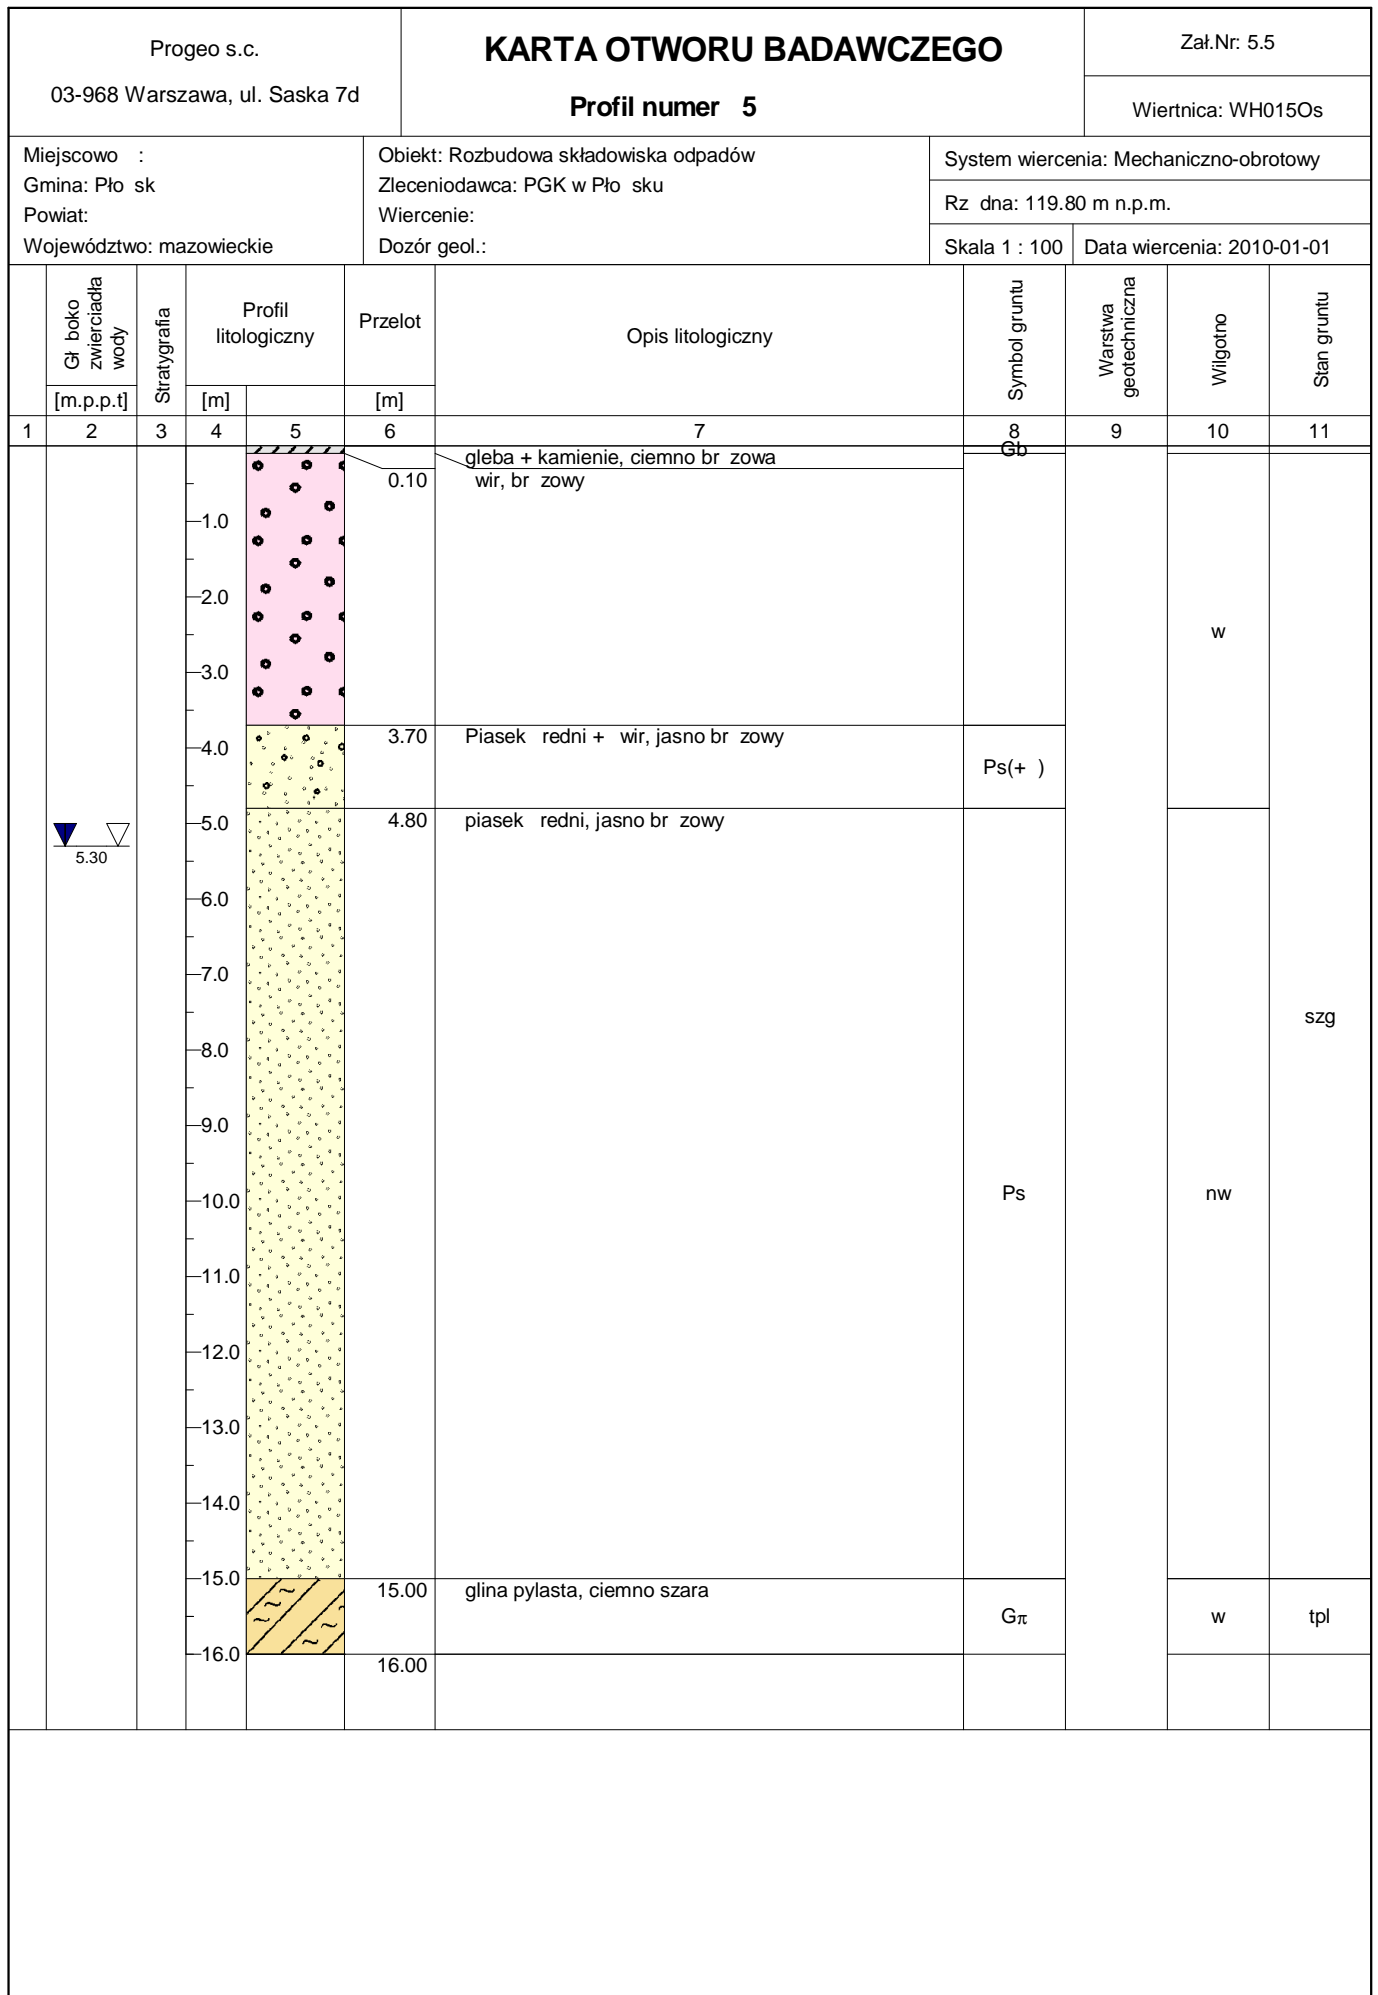 Progeo s.c.
03-968 Warszawa, ul. Saska 7d
KARTA OTWORU BADAWCZEGO
Profil numer 5
Zał.Nr: 5.5
Wiertnica: WH015Os
Miejscowo :
Gmina: Pło sk
Powiat:
Województwo: mazowieckie
Obiekt: Rozbudowa składowiska odpadów
Zleceniodawca: PGK w Pło sku
Wiercenie:
Dozór geol.:
System wiercenia: Mechaniczno-obrotowy
Rz dna: 119.80 m n.p.m.
Skala 1 : 100
Data wiercenia: 2010-01-01
Gł boko
zwierciadła
wody
[m.p.p.t]
Stratygrafia
Profil
litologiczny
[m]
Przelot
[m]
Opis litologiczny
Symbol gruntu
Warstwa
geotechniczna
Wilgotno
Stan gruntu
1 2 3 4 5 6 7 8 9 10 11
gleba + kamienie, ciemno br zowa
Gb
0.10 wir, br zowy
1.0
2.0
w
3.0
3.70 Piasek redni + wir, jasno br zowy
4.0
Ps(+ )
4.80 piasek redni, jasno br zowy
5.0
5.30
6.0
7.0
szg
8.0
9.0
10.0
Ps
nw
11.0
12.0
13.0
14.0
15.0
15.00 glina pylasta, ciemno szara
Gπ
w
tpl
16.0
16.00